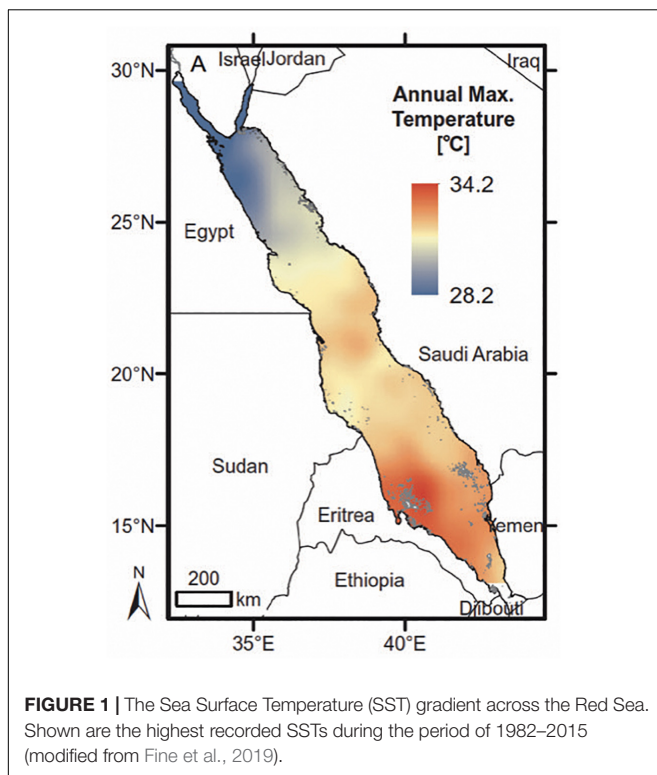 30°N
A
Israel
Jordan
Iraq
Annual Max.
Temperature
[°C]
34.2
28.2
25°N
Egypt
Saudi Arabia
20°N
Sudan
15°N
Eritrea
Yemen
Ethiopia
Djibouti
N
200
km
35°E
40°E
FIGURE 1 | The Sea Surface Temperature (SST) gradient across the Red Sea.
Shown are the highest recorded SSTs during the period of 1982–2015
(modified from Fine et al., 2019).